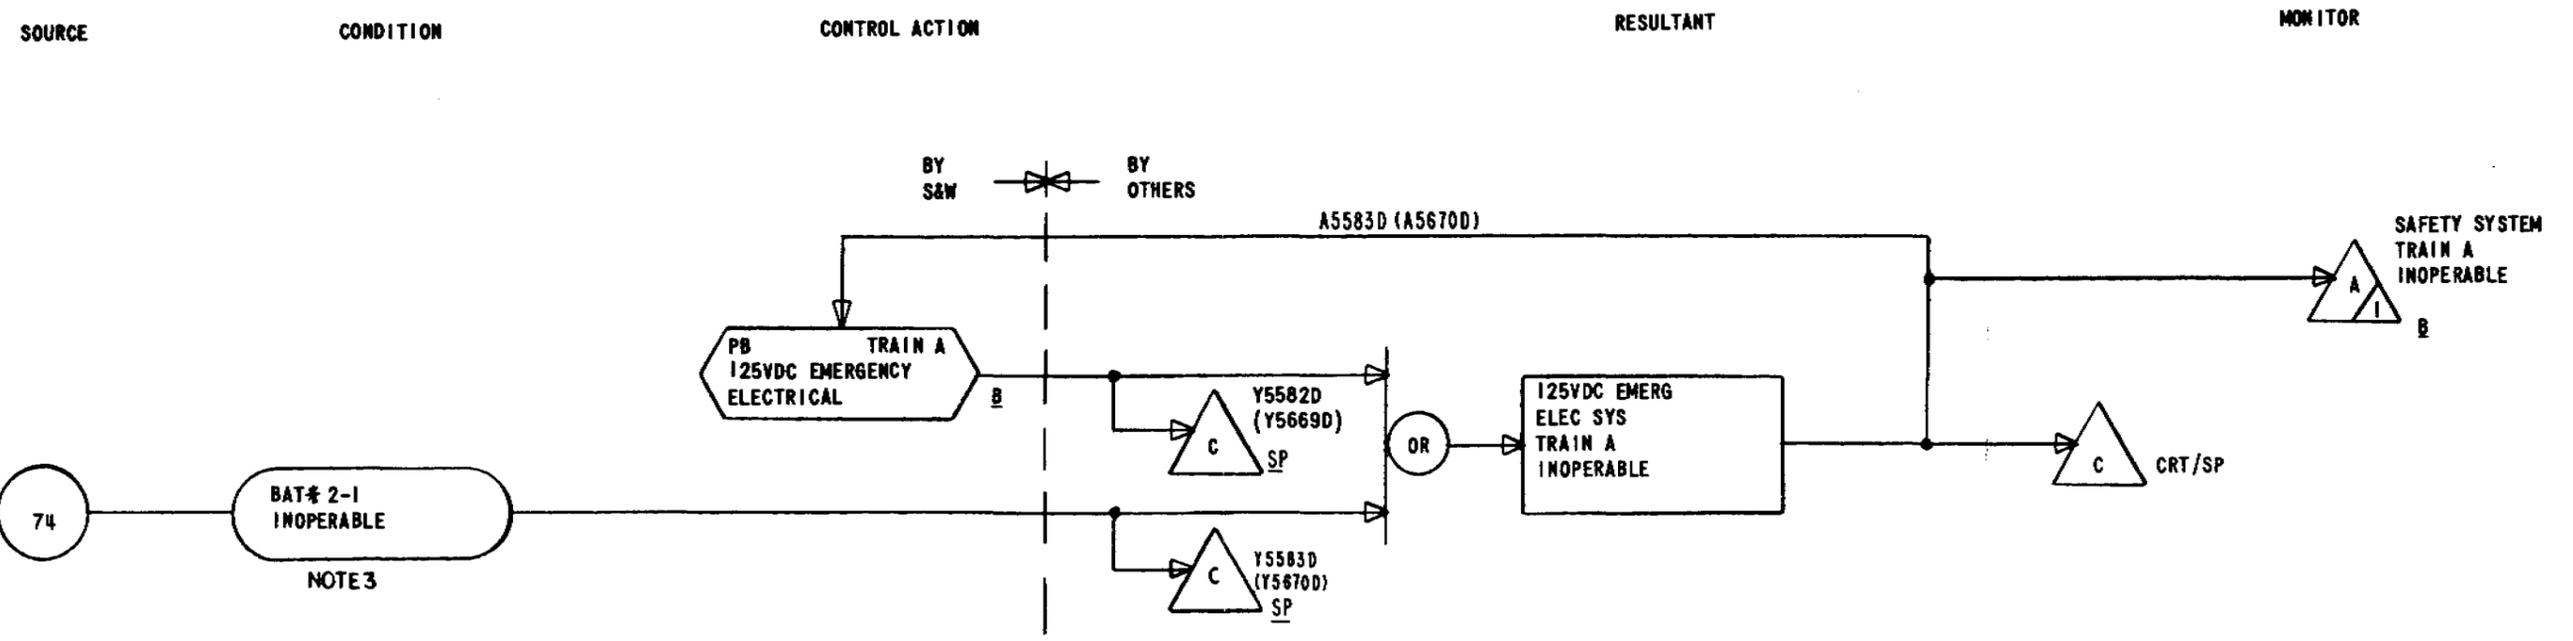 SOURCE
CONDITION
CONTROL ACTION
RESULTANT
MONITOR
BY
S&W
BY
OTHERS
A5583D (A5670D)
SAFETY SYSTEM
TRAIN A
INOPERABLE
A
1
B
PB TRAIN A
125VDC EMERGENCY
ELECTRICAL
B
C
Y5582D
(Y5669D)
SP
OR
125VDC EMERG
ELEC SYS
TRAIN A
INOPERABLE
C
CRT/SP
74
BAT# 2-1
INOPERABLE
NOTE 3
C
Y5583D
(Y5670D)
SP